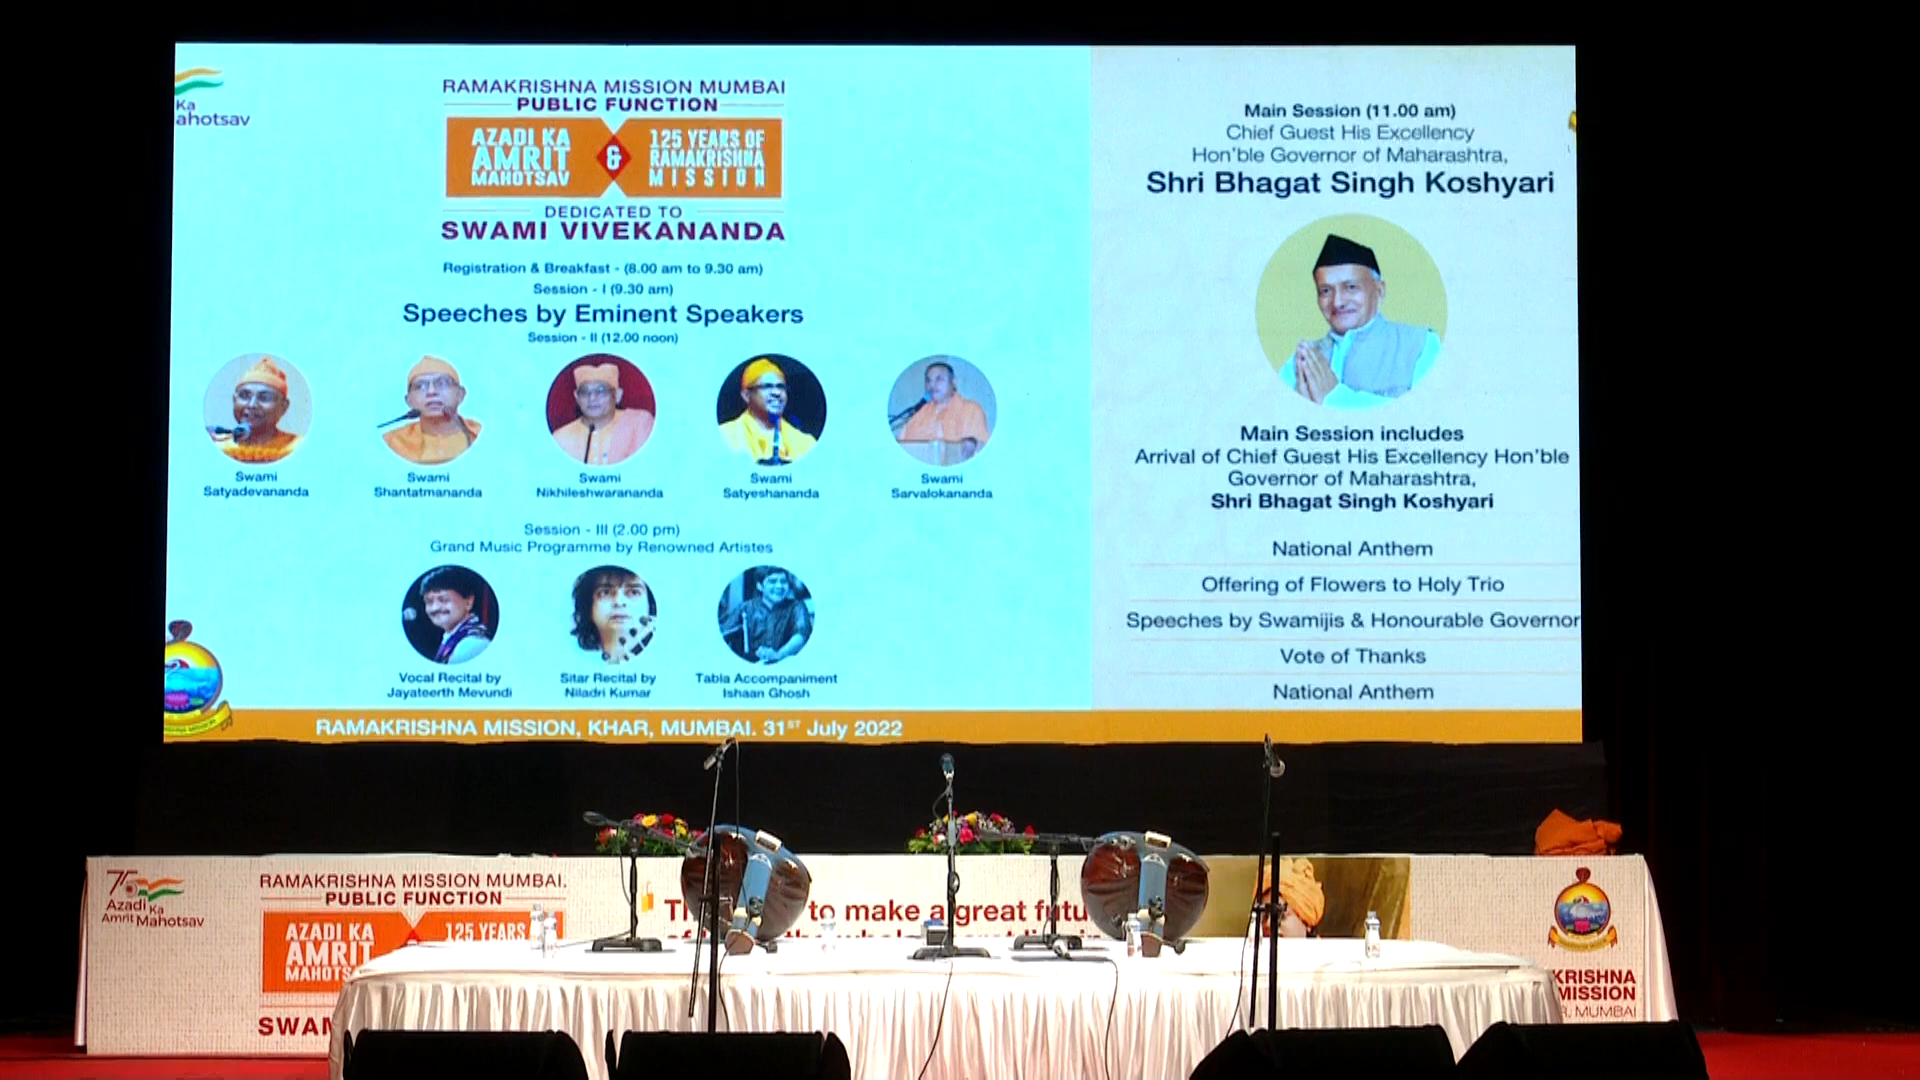 Ka
ahotsav
RAMAKRISHNA MISSION MUMBAI
PUBLIC FUNCTION
AZADI KA
AMRIT
MAHOTSAV
&
125 YEARS OF
RAMAKRISHNA
MISSION
DEDICATED TO
SWAMI VIVEKANANDA
Registration & Breakfast - (8.00 am to 9.30 am)
Session - I (9.30 am)
Speeches by Eminent Speakers
Session - II (12.00 noon)
Swami
Satyadevananda
Swami
Shantatmananda
Swami
Nikhileshwarananda
Swami
Satyeshananda
Swami
Sarvalokananda
Session - III (2.00 pm)
Grand Music Programme by Renowned Artistes
Vocal Recital by
Jayateerth Mevundi
Sitar Recital by
Niladri Kumar
Tabla Accompaniment
Ishaan Ghosh
RAMAKRISHNA MISSION, KHAR, MUMBAI. 31ST July 2022
Main Session (11.00 am)
Chief Guest His Excellency
Hon'ble Governor of Maharashtra,
Shri Bhagat Singh Koshyari
Main Session includes
Arrival of Chief Guest His Excellency Hon'ble
Governor of Maharashtra,
Shri Bhagat Singh Koshyari
National Anthem
Offering of Flowers to Holy Trio
Speeches by Swamijis & Honourable Governor
Vote of Thanks
National Anthem
75
Azadi Ka
Amrit Mahotsav
RAMAKRISHNA MISSION MUMBAI.
PUBLIC FUNCTION
AZADI KA
AMRIT
MAHOTS
125 YEARS
SWAM
to make a great futu
KRISHNA
MISSION
R, MUMBAI